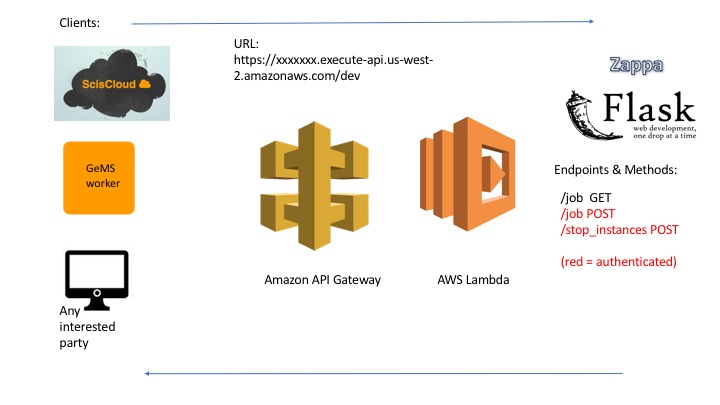 Clients:
ScisCloud
GeMS
worker
Any
interested
party
URL:
https://xxxxxxx.execute-api.us-west-
2.amazonaws.com/dev
Amazon API Gateway
AWS Lambda
Zappa
Flask
web development,
one drop at a time
Endpoints & Methods:
/job GET
/job POST
/stop_instances POST
(red = authenticated)